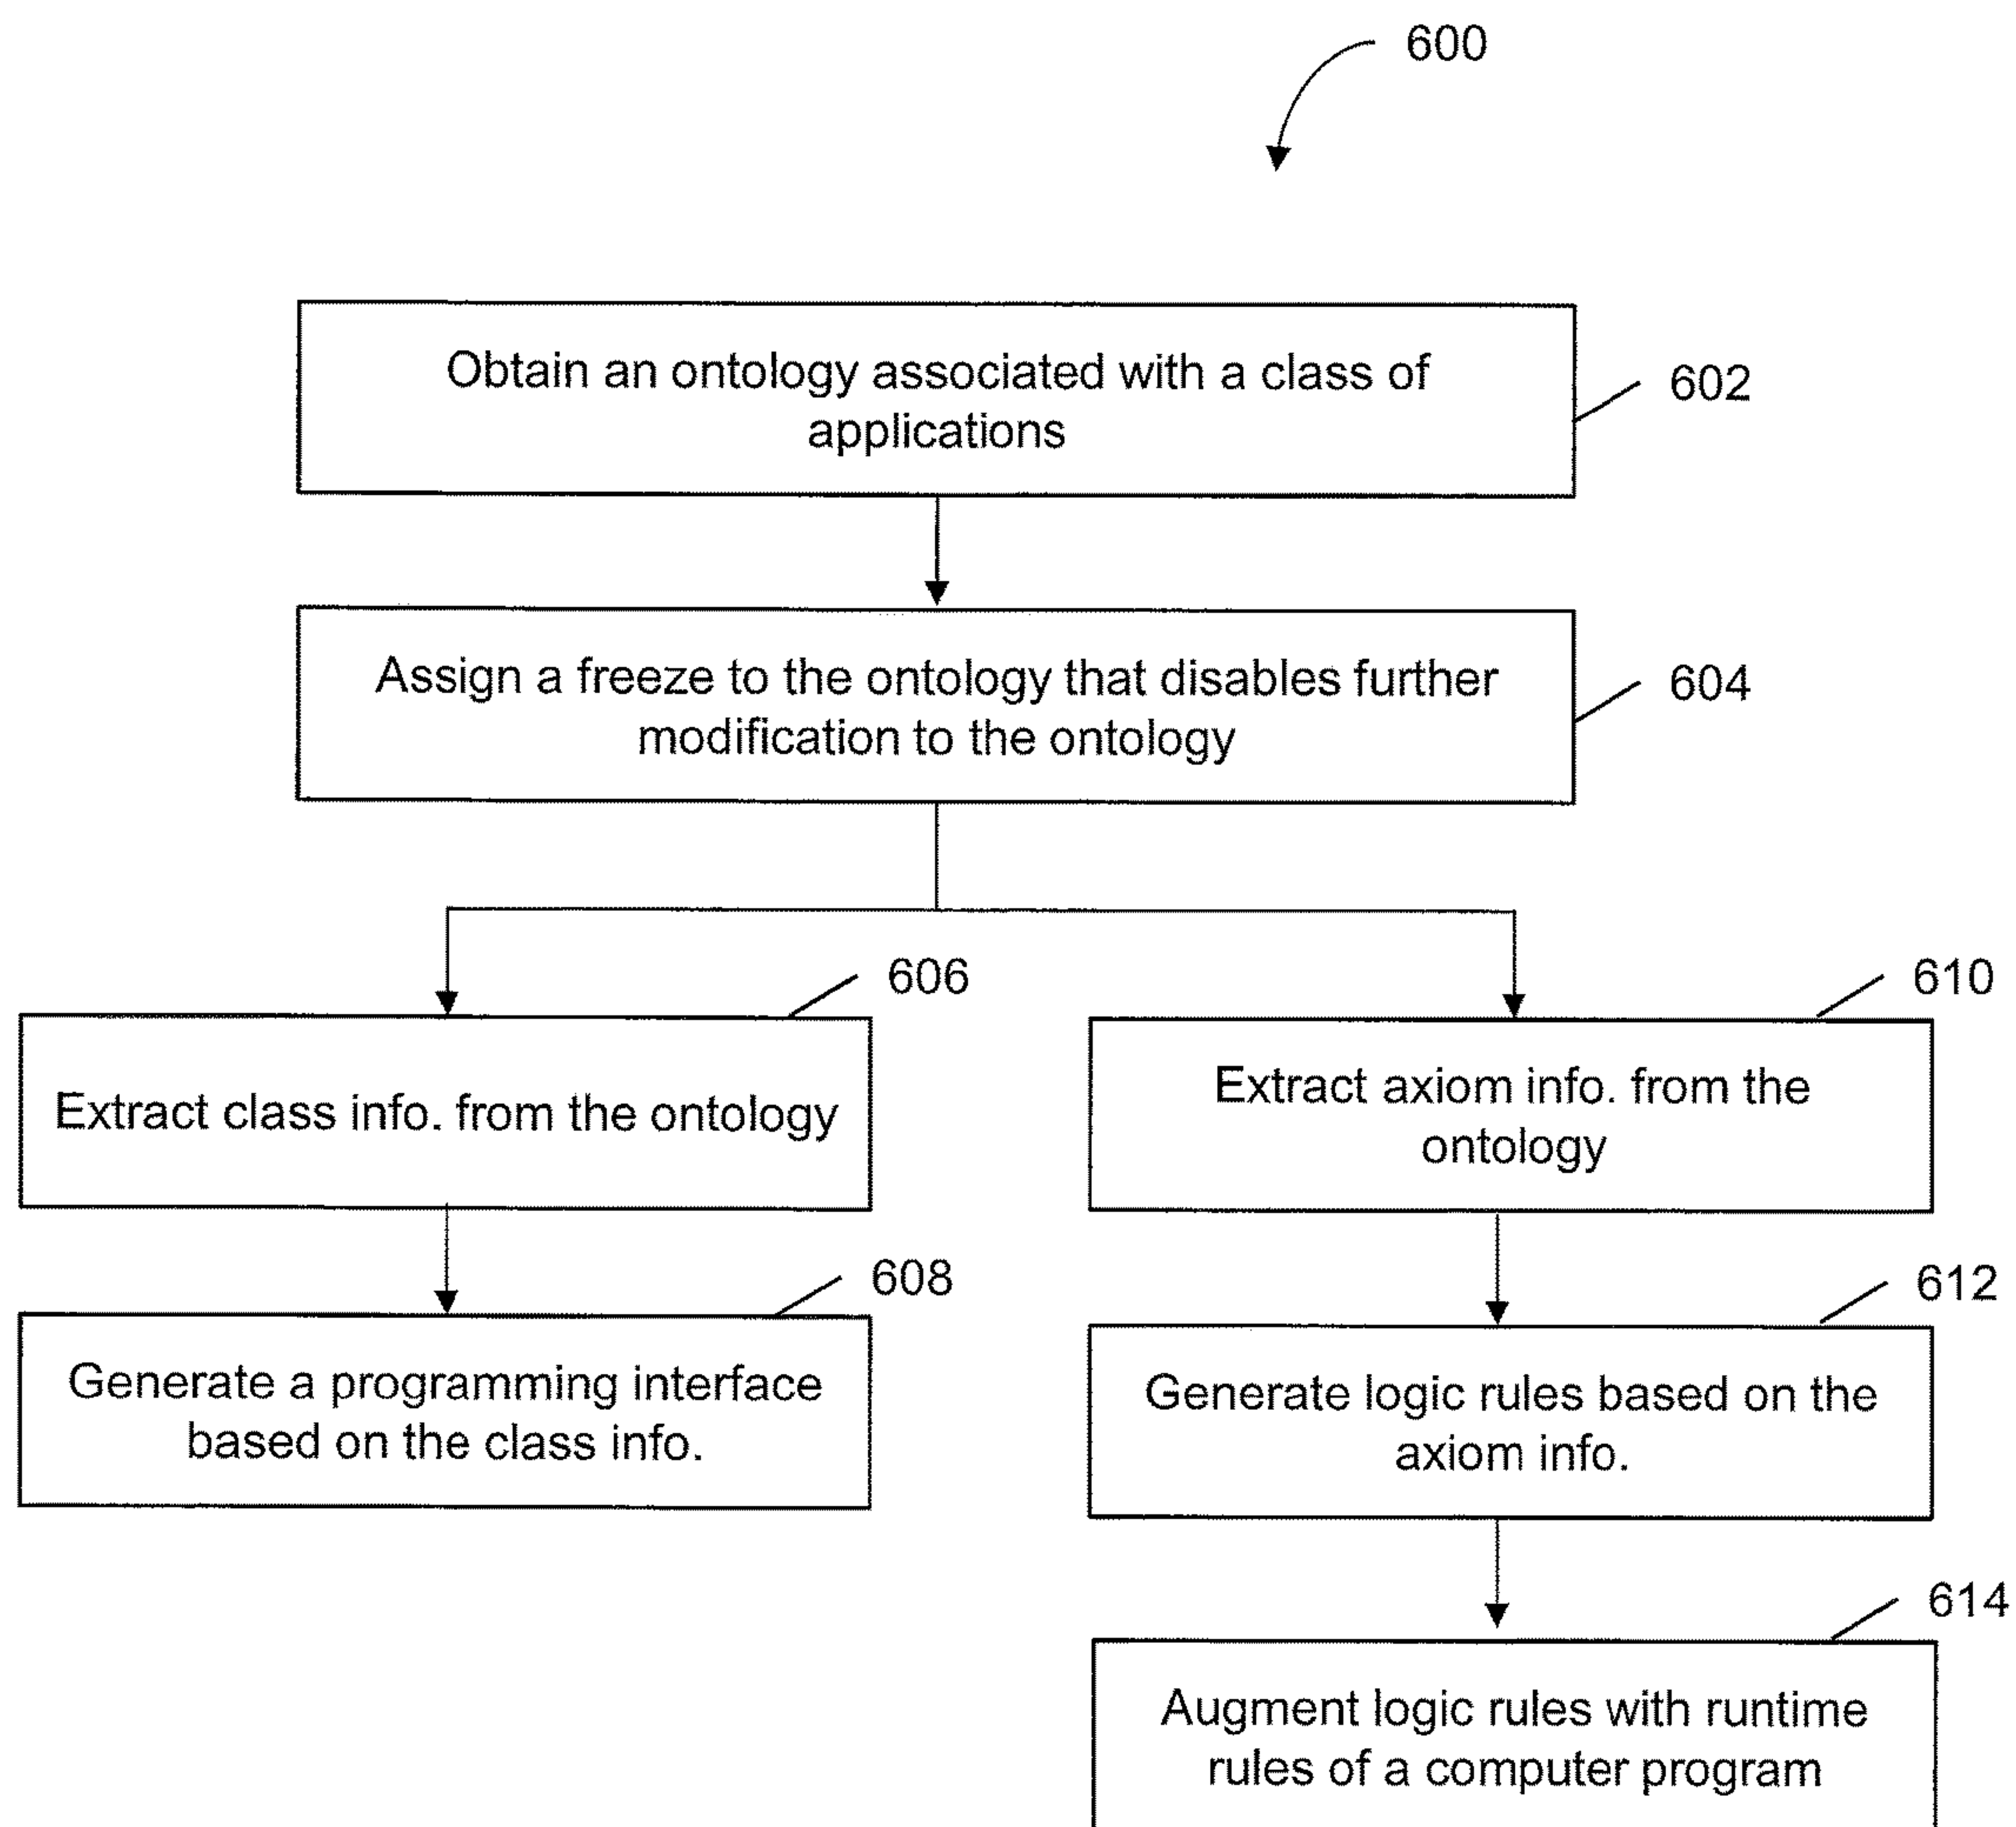 600
Obtain an ontology associated with a class of
applications
602
Assign a freeze to the ontology that disables further
modification to the ontology
604
606
Extract class info. from the ontology
610
Extract axiom info. from the
ontology
608
Generate a programming interface
based on the class info.
612
Generate logic rules based on the
axiom info.
614
Augment logic rules with runtime
rules of a computer program